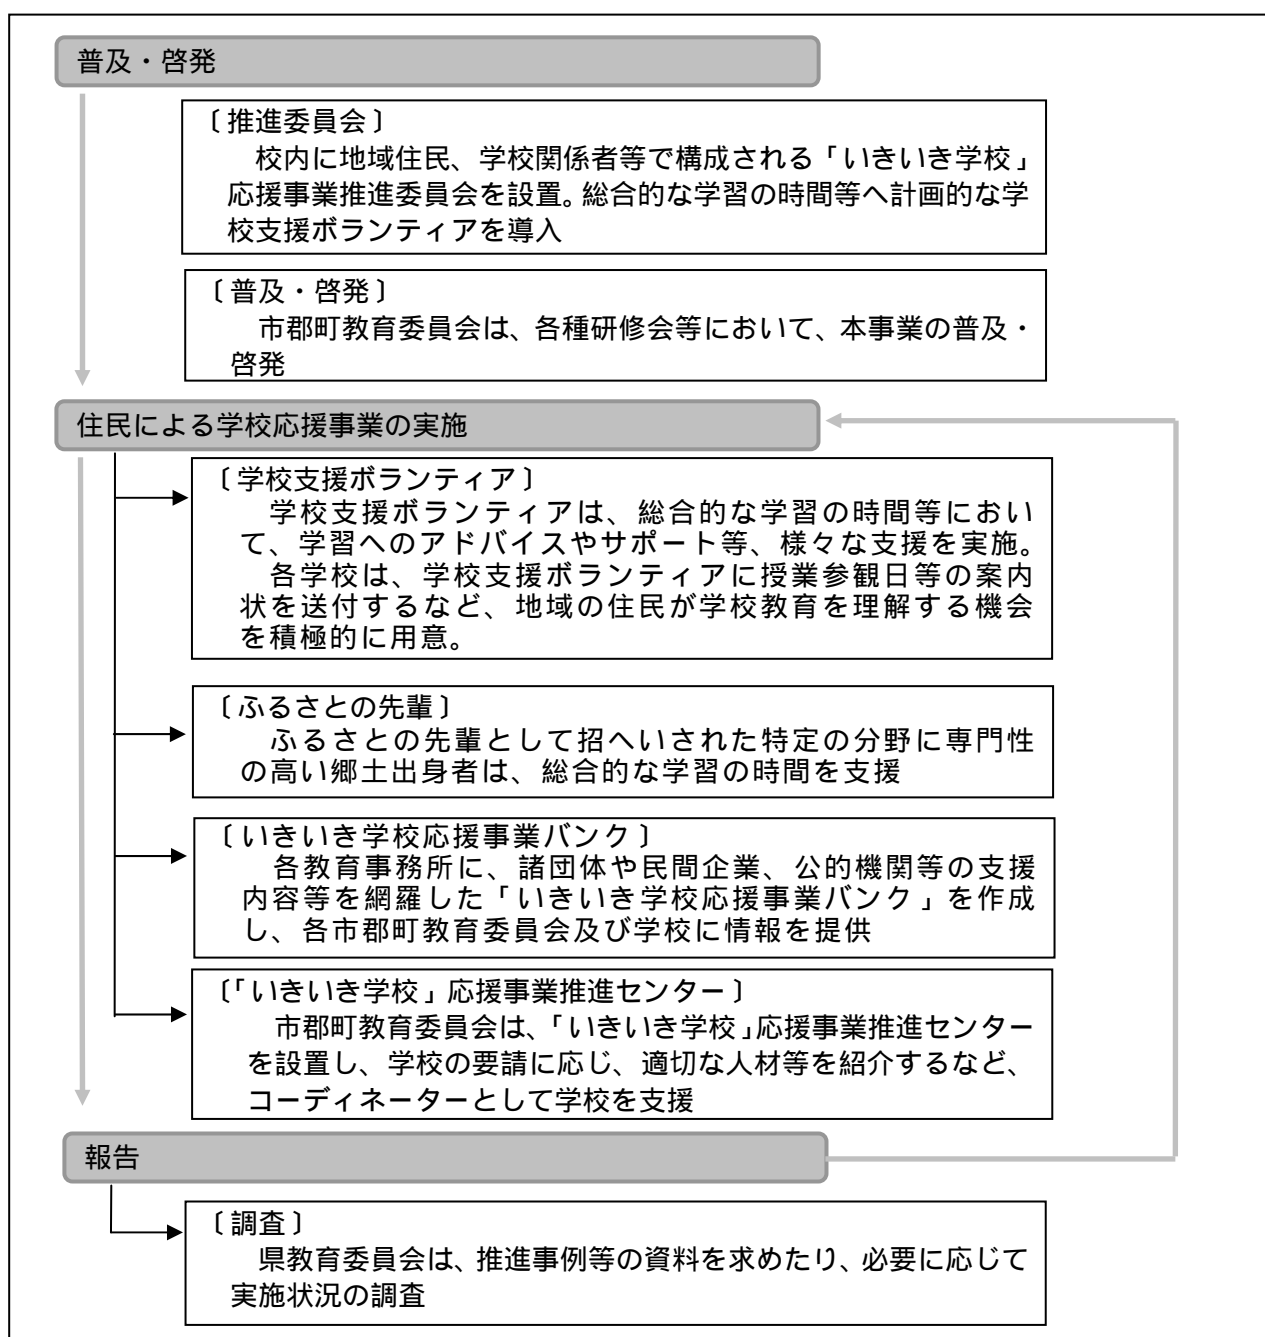 普及・啓発
〔推進委員会〕
校内に地域住民、学校関係者等で構成される「いきいき学校」
応援事業推進委員会を設置。総合的な学習の時間等へ計画的な学
校支援ボランティアを導入
〔普及・啓発〕
市郡町教育委員会は、各種研修会等において、本事業の普及・
啓発
住民による学校応援事業の実施
〔学校支援ボランティア〕
学校支援ボランティアは、総合的な学習の時間等におい
て、学習へのアドバイスやサポート等、様々な支援を実施。
各学校は、学校支援ボランティアに授業参観日等の案内
状を送付するなど、地域の住民が学校教育を理解する機会
を積極的に用意。
〔ふるさとの先輩〕
ふるさとの先輩として招へいされた特定の分野に専門性
の高い郷土出身者は、総合的な学習の時間を支援
〔いきいき学校応援事業バンク〕
各教育事務所に、諸団体や民間企業、公的機関等の支援
内容等を網羅した「いきいき学校応援事業バンク」を作成
し、各市郡町教育委員会及び学校に情報を提供
〔「いきいき学校」応援事業推進センター〕
市郡町教育委員会は、「いきいき学校」応援事業推進センター
を設置し、学校の要請に応じ、適切な人材等を紹介するなど、
コーディネーターとして学校を支援
報告
〔調査〕
県教育委員会は、推進事例等の資料を求めたり、必要に応じて
実施状況の調査